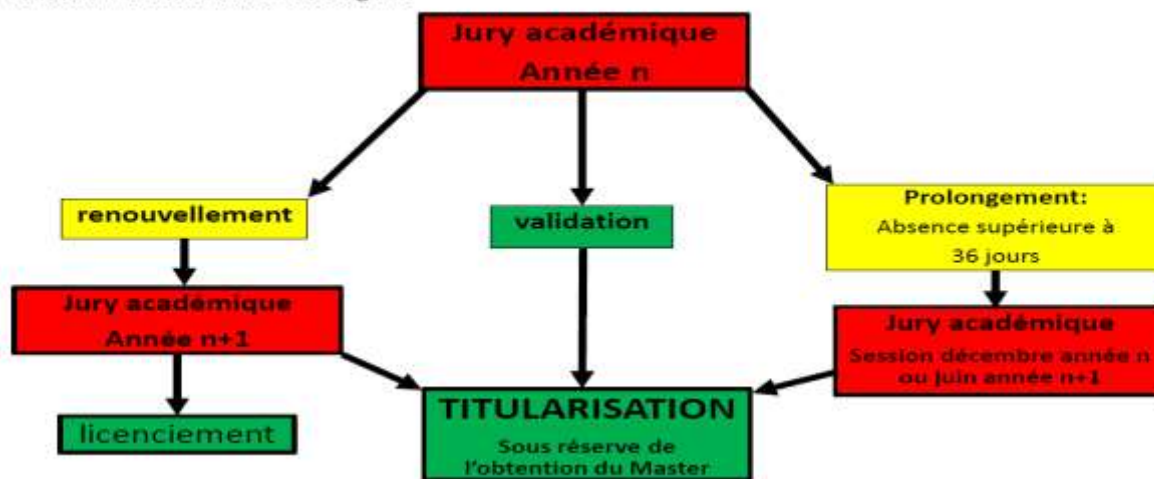 Jury académique
Année n
renouvellement
validation
Prolongement:
Absence supérieure à
36 jours
Jury académique
Année n+1
Jury académique
Session décembre année n
ou juin année n+1
licenciement
TITULARISATION
Sous réserve de
l'obtention du Master